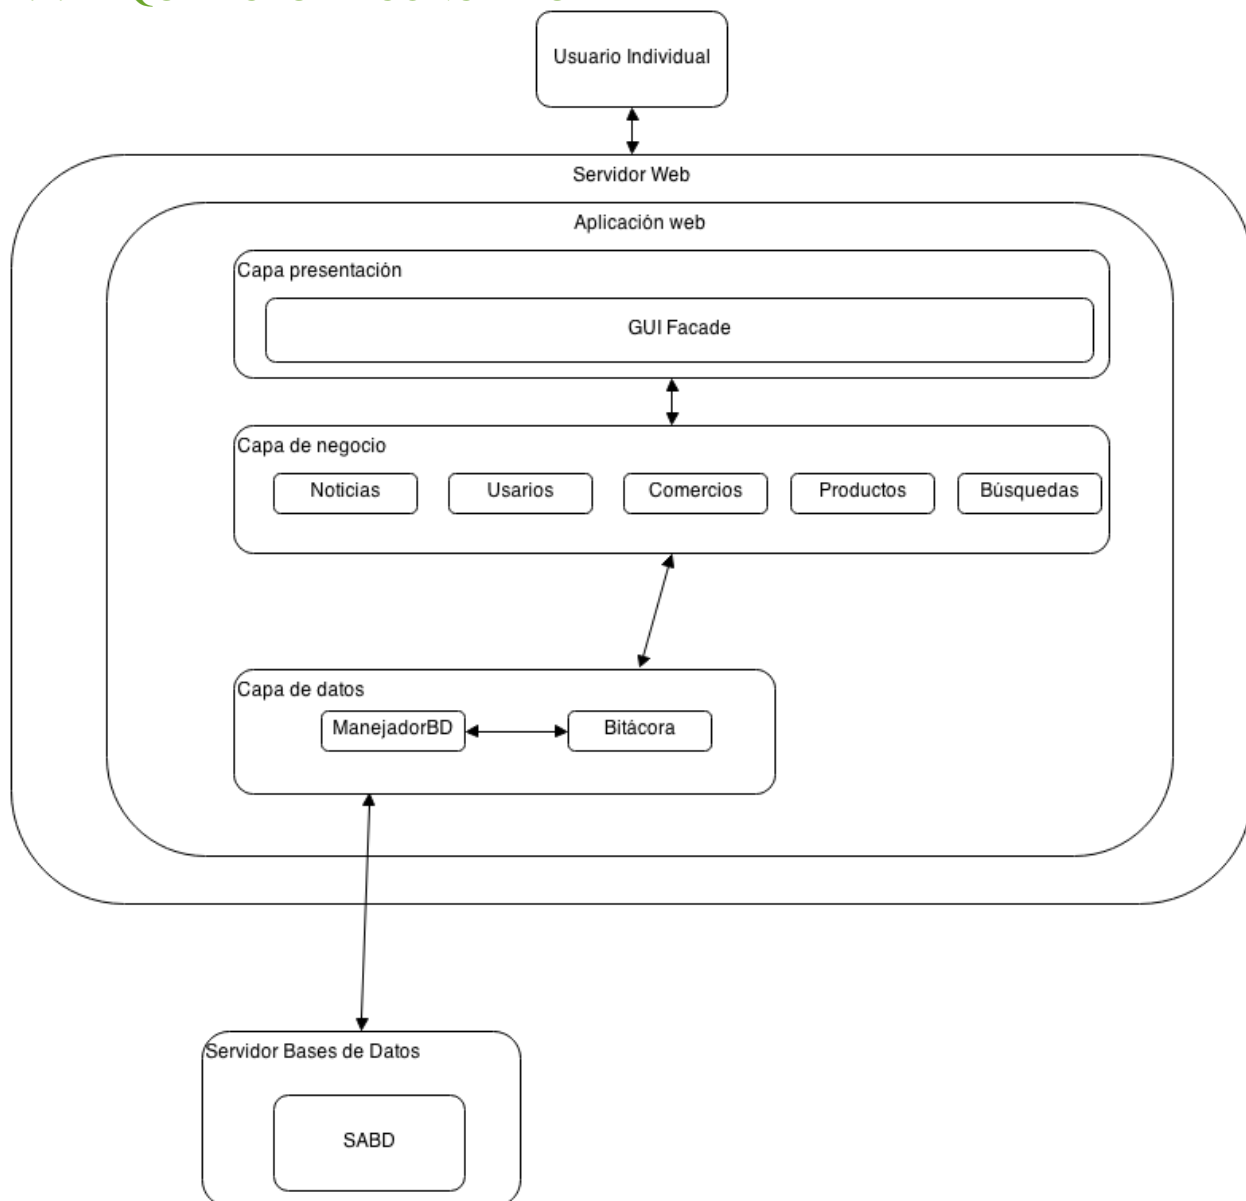 Usuario Individual
Servidor Web
Aplicación web
Capa presentación
GUI Facade
Capa de negocio
Noticias
Usarios
Comercios
Productos
Búsquedas
Capa de datos
ManejadorBD
Bitácora
Servidor Bases de Datos
SABD